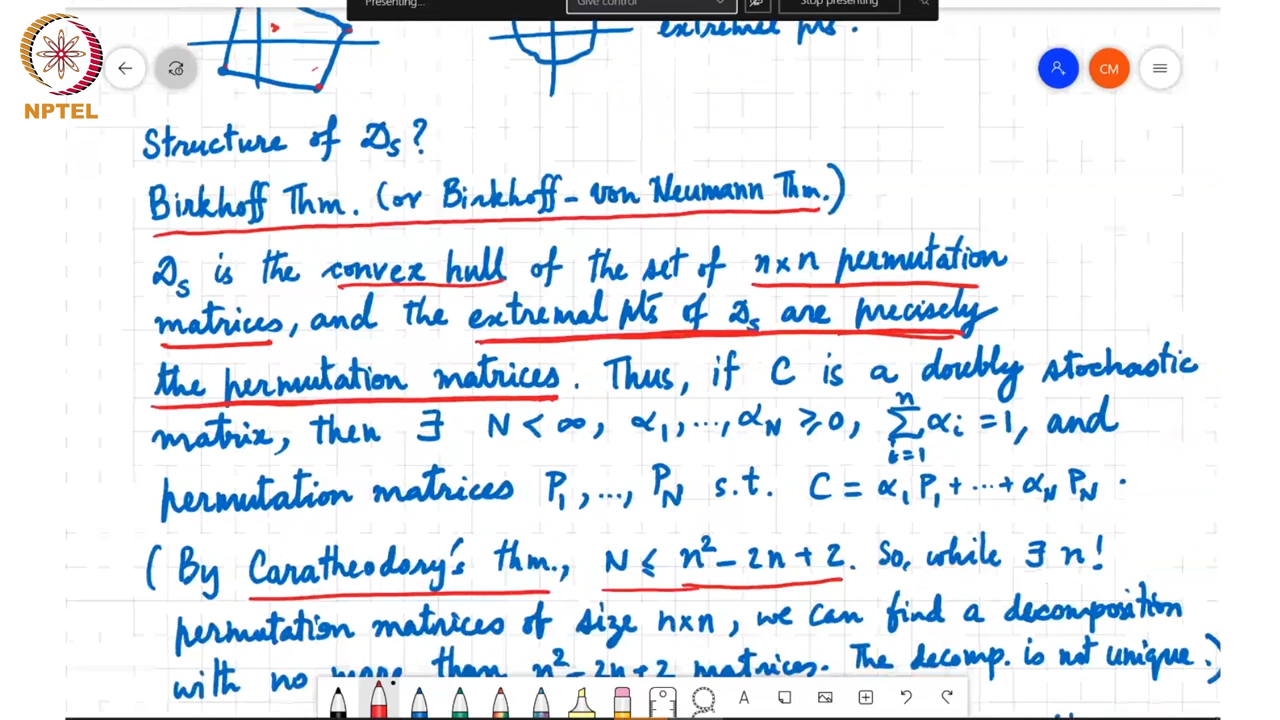 Presenting...
Give control
Stop presenting
extremal pts.
NPTEL
CM
Structure of 𝒟s?
Birkhoff Thm. (or Birkhoff - von Neumann Thm.)
𝒟s is the convex hull of the set of n×n permutation
matrices, and the extremal pts of 𝒟s are precisely
the permutation matrices. Thus, if C is a doubly stochastic
matrix, then ∃ N < ∞, α1, ..., αN ≥ 0, ∑_{i=1}^{n} αi = 1, and
permutation matrices P1, ..., PN s.t. C = α1 P1 + ... + αN PN.
(By Caratheodory's thm., N ≤ n² - 2n + 2. So, while ∃ n!
permutation matrices of size n×n, we can find a decomposition
with no more than n² - 2n + 2 matrices. The decomp. is not unique.)
A